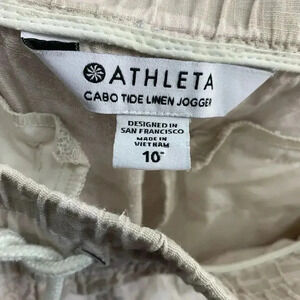 ATHLETA
CABO TIDE LINEN JOGGER
DESIGNED IN
SAN FRANCISCO
MADE IN
VIETNAM
10